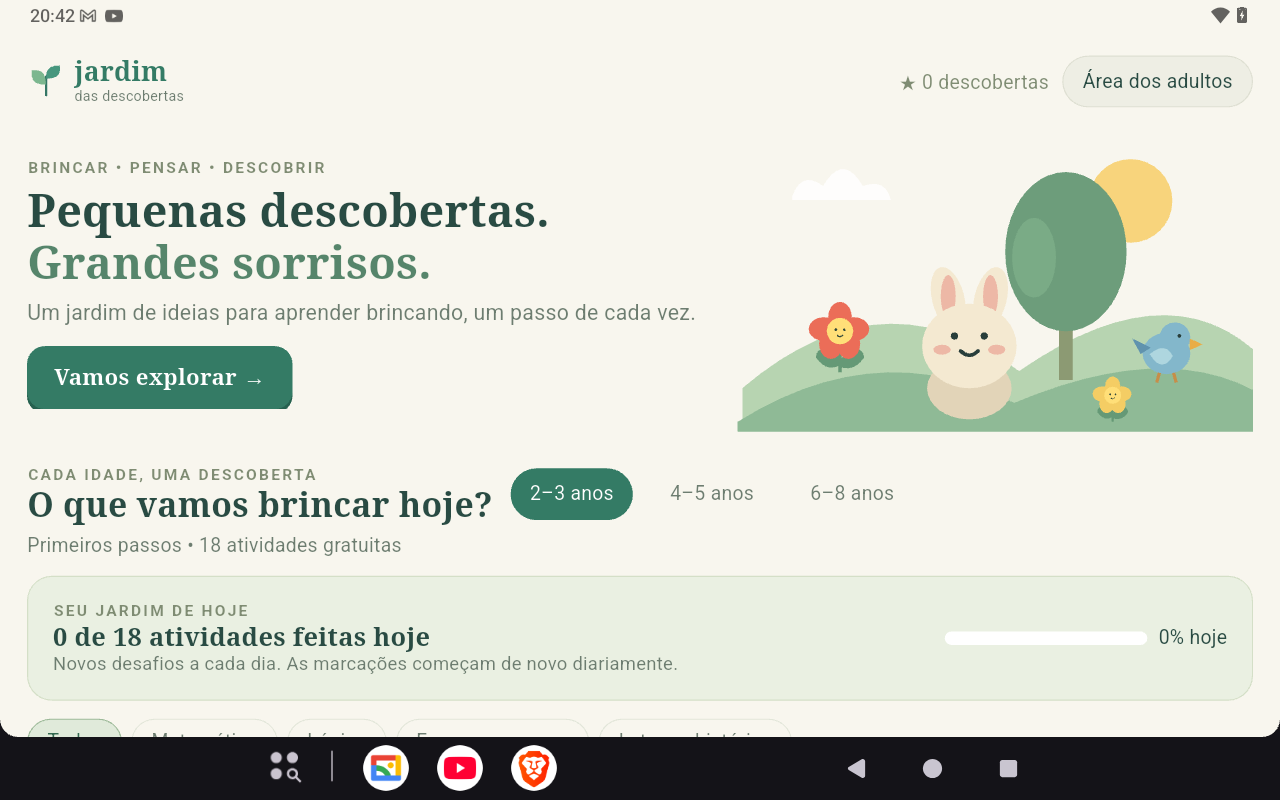 20:42
jardim
das descobertas
★ 0 descobertas
Área dos adultos
BRINCAR • PENSAR • DESCOBRIR
Pequenas descobertas.
Grandes sorrisos.
Um jardim de ideias para aprender brincando, um passo de cada vez.
Vamos explorar →
CADA IDADE, UMA DESCOBERTA
O que vamos brincar hoje?
2–3 anos
4–5 anos
6–8 anos
Primeiros passos • 18 atividades gratuitas
SEU JARDIM DE HOJE
0 de 18 atividades feitas hoje
0% hoje
Novos desafios a cada dia. As marcações começam de novo diariamente.